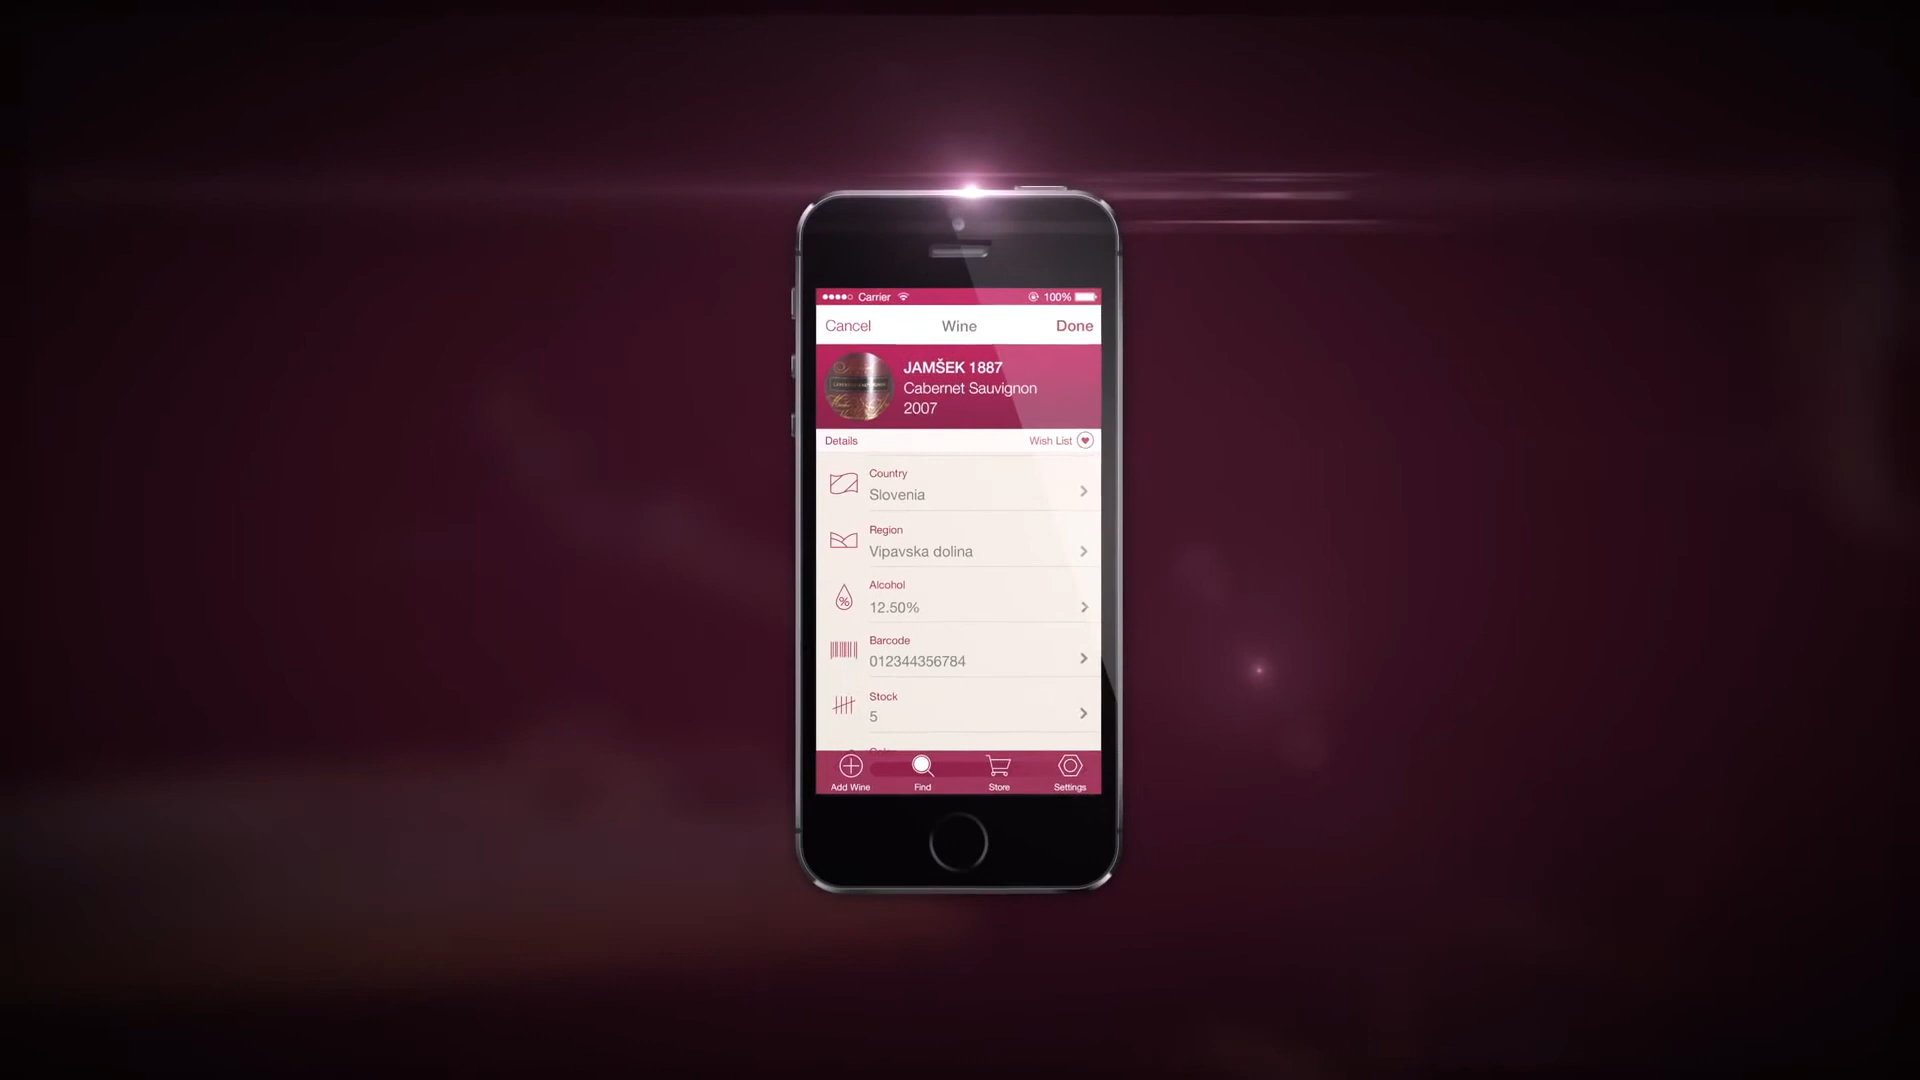 Carrier 100%
Cancel Wine Done
JAMŠEK 1887
Cabernet Sauvignon
2007
Details Wish List
Country
Slovenia
Region
Vipavska dolina
Alcohol
%
12.50%
Barcode
012344356784
Stock
5
Add Wine Find Store Settings